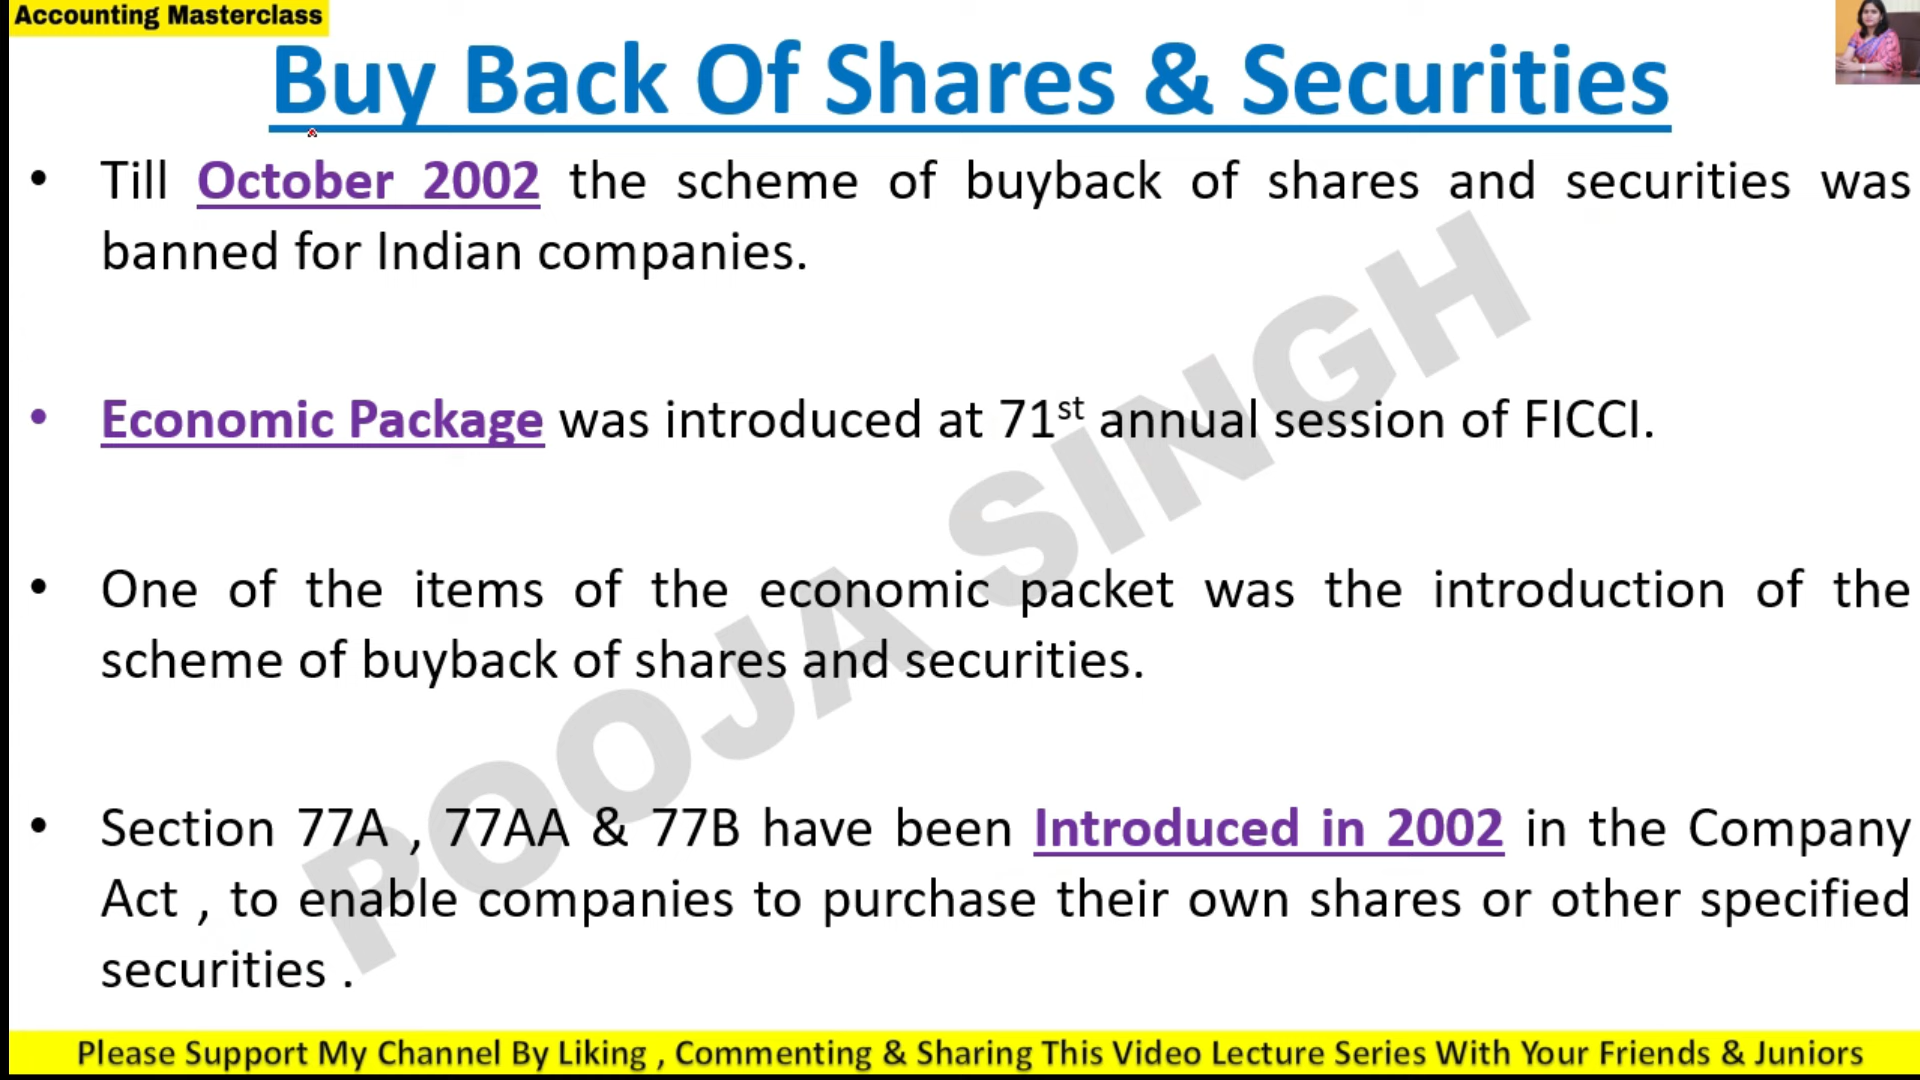 Accounting Masterclass
Buy Back Of Shares & Securities
• Till October 2002 the scheme of buyback of shares and securities was
banned for Indian companies.
• Economic Package was introduced at 71st annual session of FICCI.
• One of the items of the economic packet was the introduction of the
scheme of buyback of shares and securities.
• Section 77A , 77AA & 77B have been Introduced in 2002 in the Company
Act , to enable companies to purchase their own shares or other specified
securities .
POOJA SINGH
Please Support My Channel By Liking , Commenting & Sharing This Video Lecture Series With Your Friends & Juniors